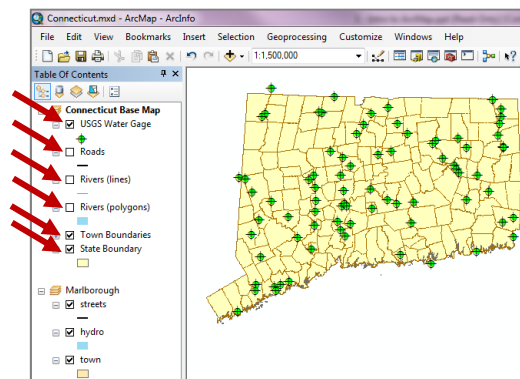 Connecticut.mxd - ArcMap - ArcInfo
File Edit View Bookmarks Insert Selection Geoprocessing Customize Windows Help
1:1,500,000
Table Of Contents
Connecticut Base Map
USGS Water Gage
Roads
Rivers (lines)
Rivers (polygons)
Town Boundaries
State Boundary
Marlborough
streets
hydro
town